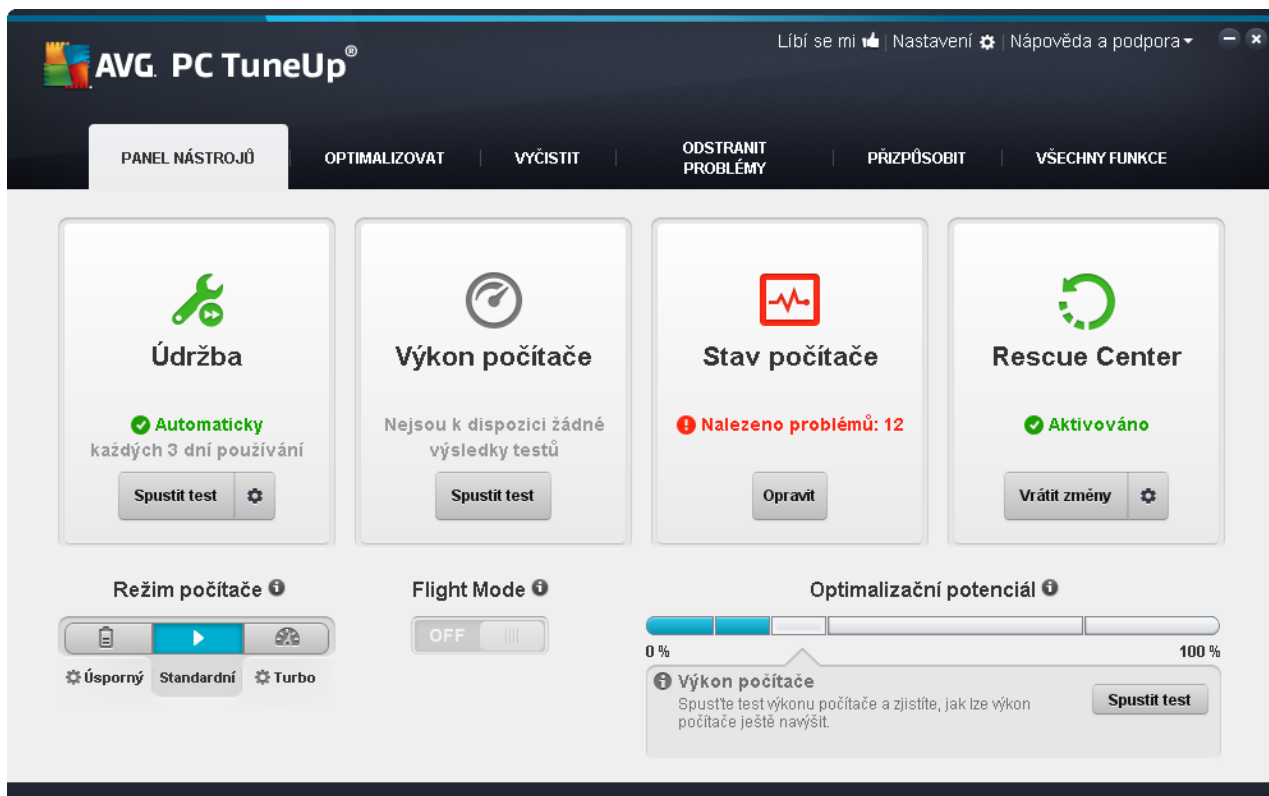 Líbí se mi | Nastavení | Nápověda a podpora
AVG. PC TuneUp®
PANEL NÁSTROJŮ | OPTIMALIZOVAT | VYČISTIT | ODSTRANIT PROBLÉMY | PŘIZPŮSOBIT | VŠECHNY FUNKCE
Údržba
Automaticky
každých 3 dní používání
Spustit test
Výkon počítače
Nejsou k dispozici žádné
výsledky testů
Spustit test
Stav počítače
Nalezeno problémů: 12
Opravit
Rescue Center
Aktivováno
Vrátit změny
Režim počítače
Úsporný Standardní Turbo
Flight Mode
OFF
Optimalizační potenciál
0 % 100 %
Výkon počítače
Spusťte test výkonu počítače a zjistíte, jak lze výkon
počítače ještě navýšit.
Spustit test